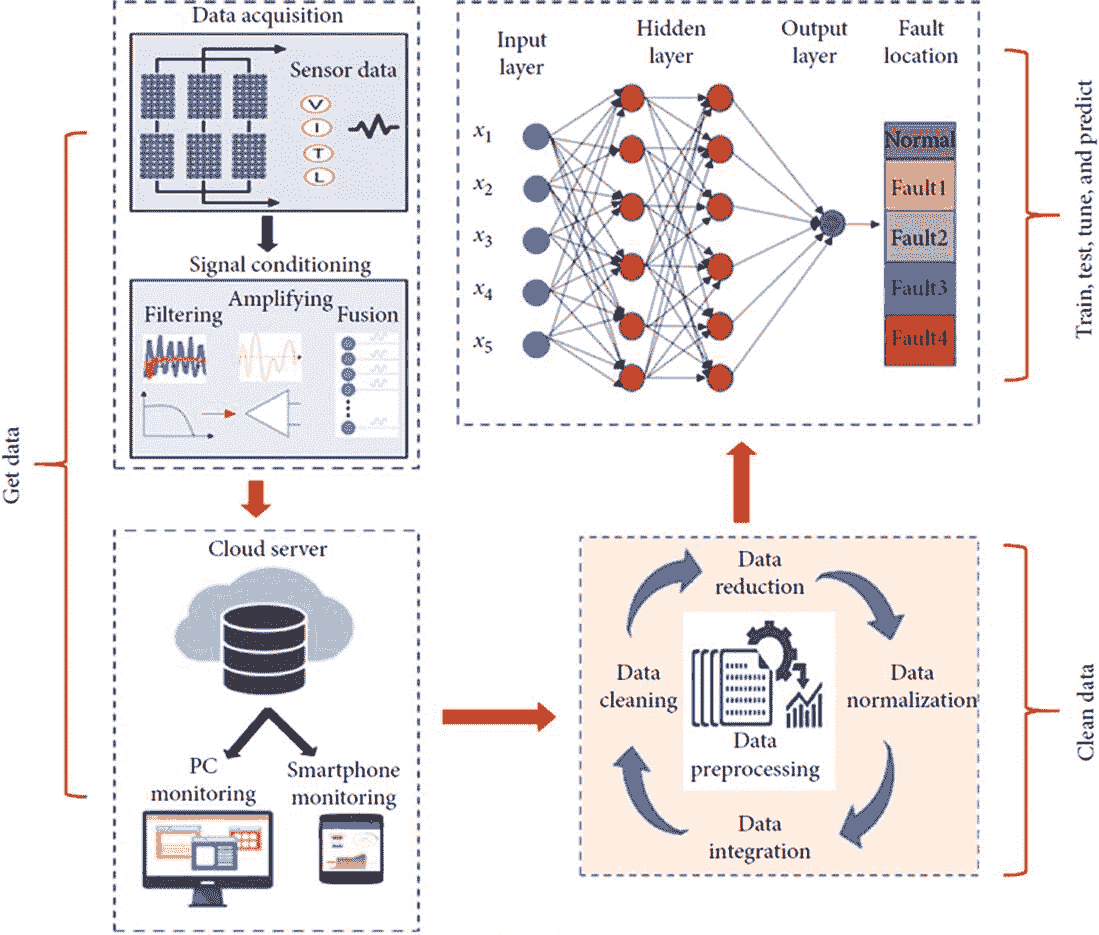 Data acquisition
Sensor data
V
I
T
L
Signal conditioning
Amplifying
Filtering
Fusion
Get data
Cloud server
PC
monitoring
Smartphone
monitoring
Input
layer
Hidden
layer
Output
layer
Fault
location
x1
x2
x3
x4
x5
Normal
Fault1
Fault2
Fault3
Fault4
Train, test, tune, and predict
Data
reduction
Data
cleaning
Data
normalization
Data
preprocessing
Data
integration
Clean data